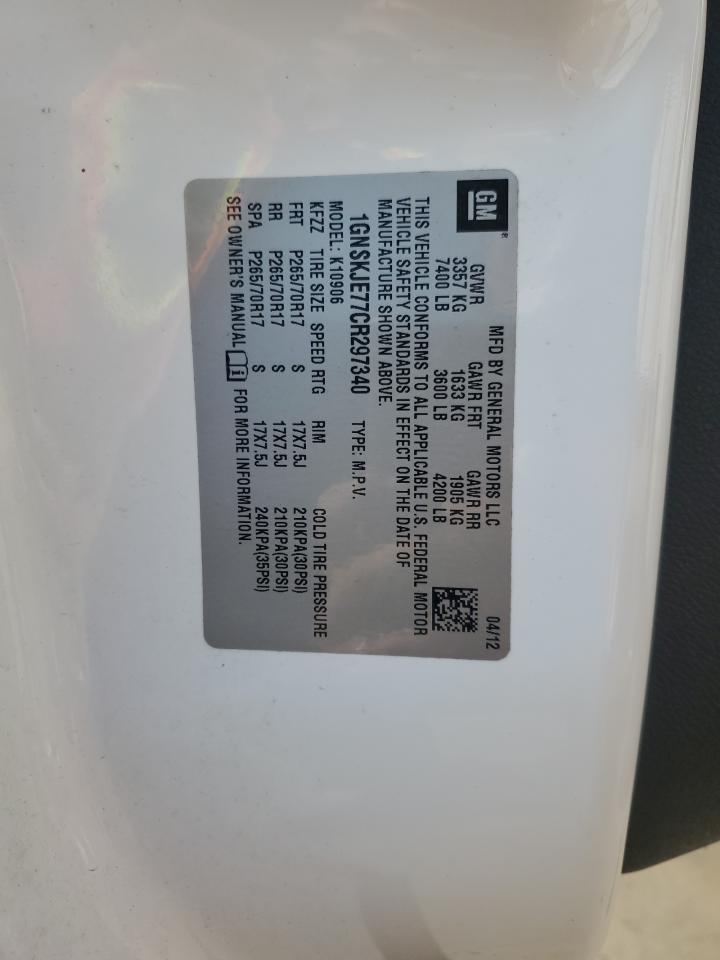 GM®
MFD BY GENERAL MOTORS LLC 04/12
GVWR GAWR FRT GAWR RR
3357 KG 1633 KG 1905 KG
7400 LB 3600 LB 4200 LB
THIS VEHICLE CONFORMS TO ALL APPLICABLE U.S. FEDERAL MOTOR
VEHICLE SAFETY STANDARDS IN EFFECT ON THE DATE OF
MANUFACTURE SHOWN ABOVE.
1GNSKJE77CR297340 TYPE: M.P.V.
MODEL: K10906
KFZZ TIRE SIZE SPEED RTG RIM COLD TIRE PRESSURE
FRT P265/70R17 S 17X7.5J 210KPA(30PSI)
RR P265/70R17 S 17X7.5J 210KPA(30PSI)
SPA P265/70R17 S 17X7.5J 240KPA(35PSI)
SEE OWNER'S MANUAL i FOR MORE INFORMATION.